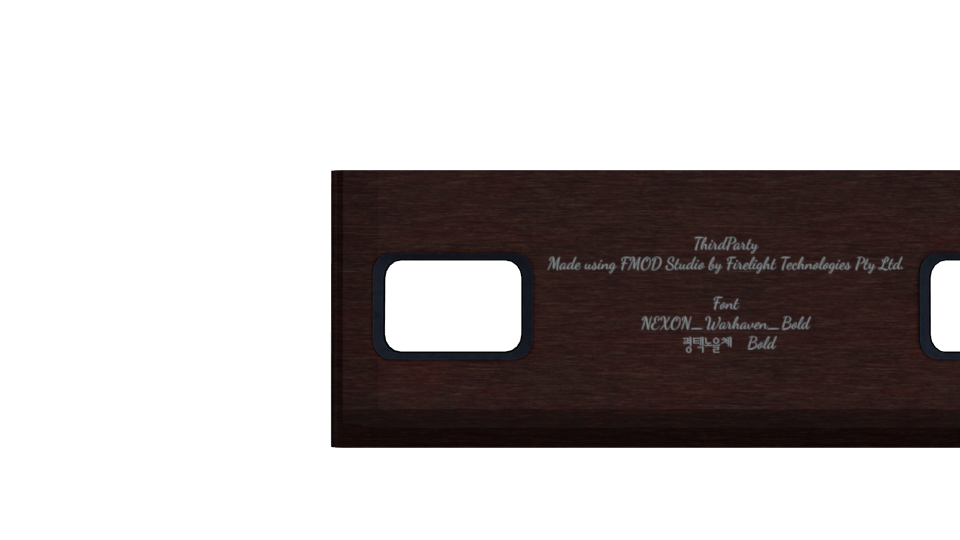 ThirdParty
Made using FMOD Studio by Firelight Technologies Pty Ltd.
Font
NEXON_Warhaven_Bold
평택노을체 Bold